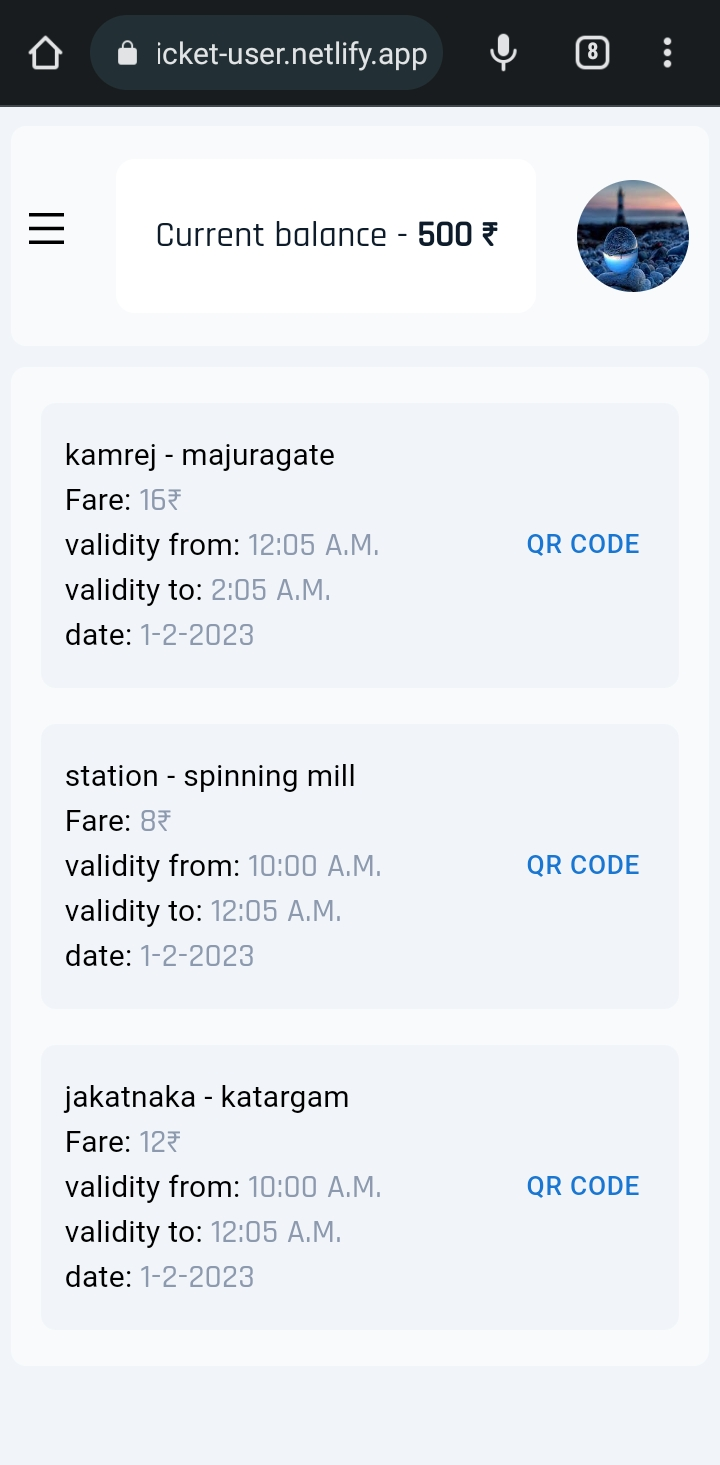 icket-user.netlify.app
8
Current balance - 500 ₹
kamrej - majuragate
Fare: 16₹
validity from: 12:05 A.M.
QR CODE
validity to: 2:05 A.M.
date: 1-2-2023
station - spinning mill
Fare: 8₹
validity from: 10:00 A.M.
QR CODE
validity to: 12:05 A.M.
date: 1-2-2023
jakatnaka - katargam
Fare: 12₹
validity from: 10:00 A.M.
QR CODE
validity to: 12:05 A.M.
date: 1-2-2023